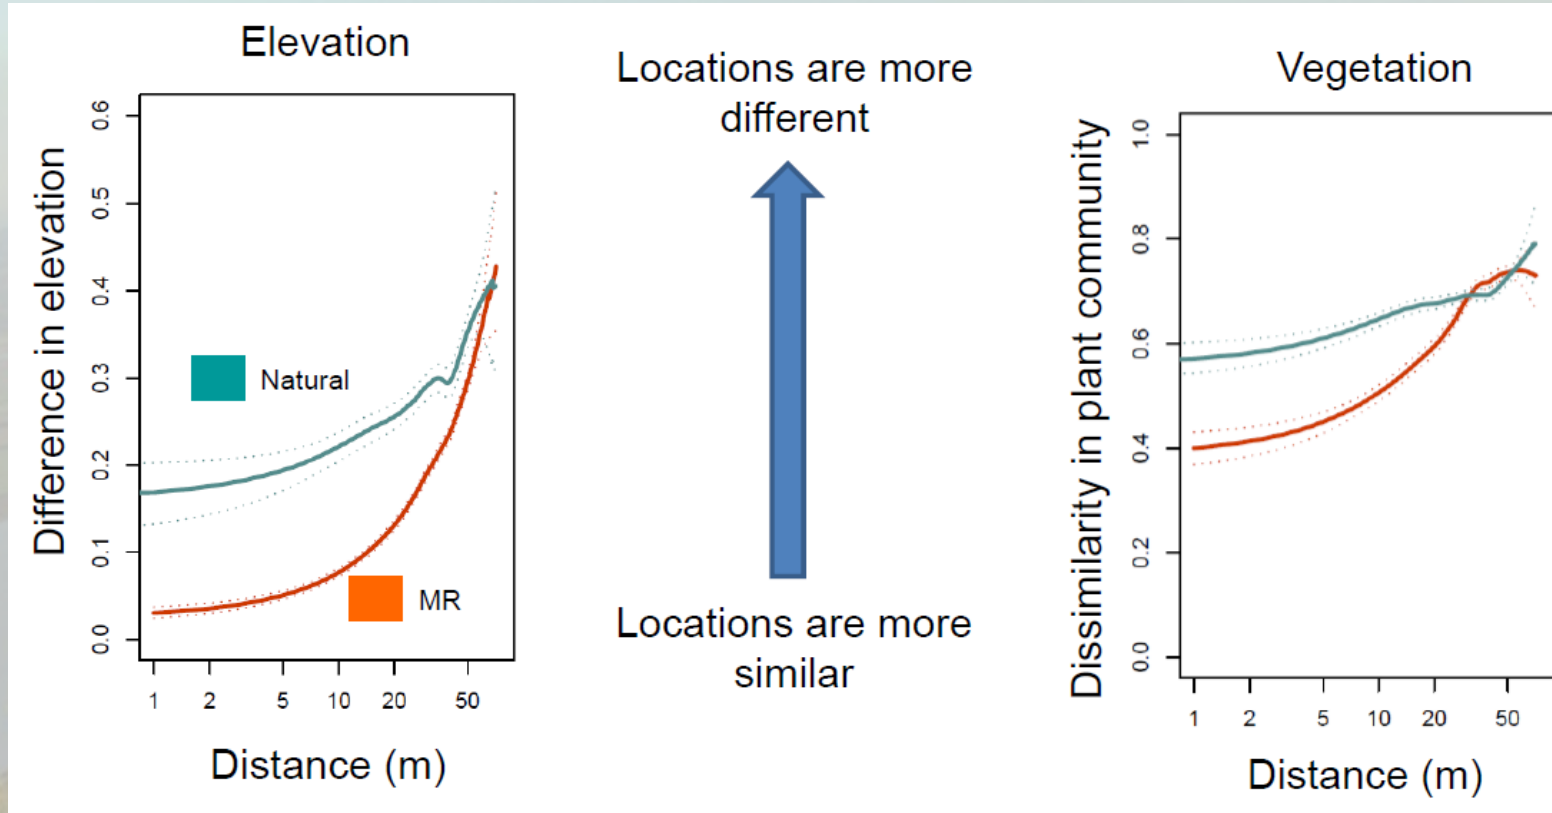 Elevation
Difference in elevation
0.6
0.5
0.4
0.3
0.2
0.1
0.0
Natural
MR
1 2 5 10 20 50
Distance (m)
Locations are more
different
Locations are more
similar
Vegetation
Dissimilarity in plant community
1.0
0.8
0.6
0.4
0.2
0.0
1 2 5 10 20 50
Distance (m)